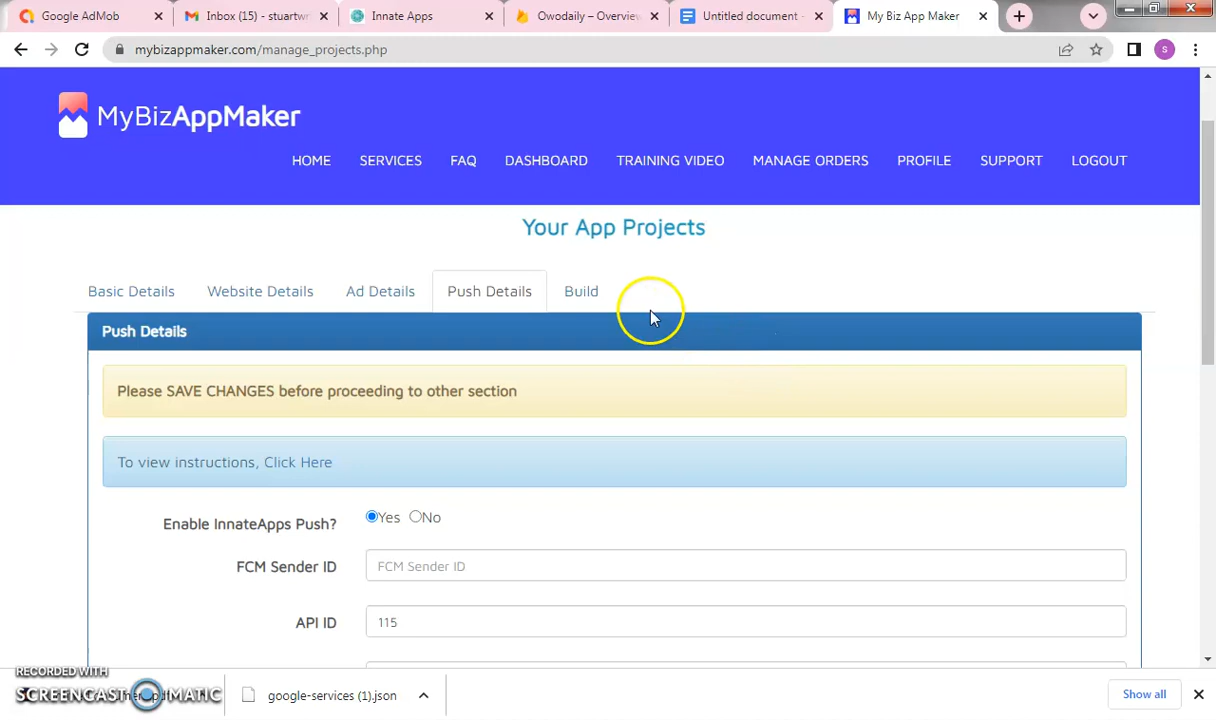 Google AdMob
Inbox (15) - stuartw
Innate Apps
Owodaily – Overvie
Untitled document -
My Biz App Maker
mybizappmaker.com/manage_projects.php
S
MyBizAppMaker
HOME SERVICES FAQ DASHBOARD TRAINING VIDEO MANAGE ORDERS PROFILE SUPPORT LOGOUT
Your App Projects
Basic Details Website Details Ad Details Push Details Build
Push Details
Please SAVE CHANGES before proceeding to other section
To view instructions, Click Here
Enable InnateApps Push? Yes No
FCM Sender ID FCM Sender ID
API ID 115
RECORDED WITH
SCREENCAST MATIC
google-services (1).json
Show all